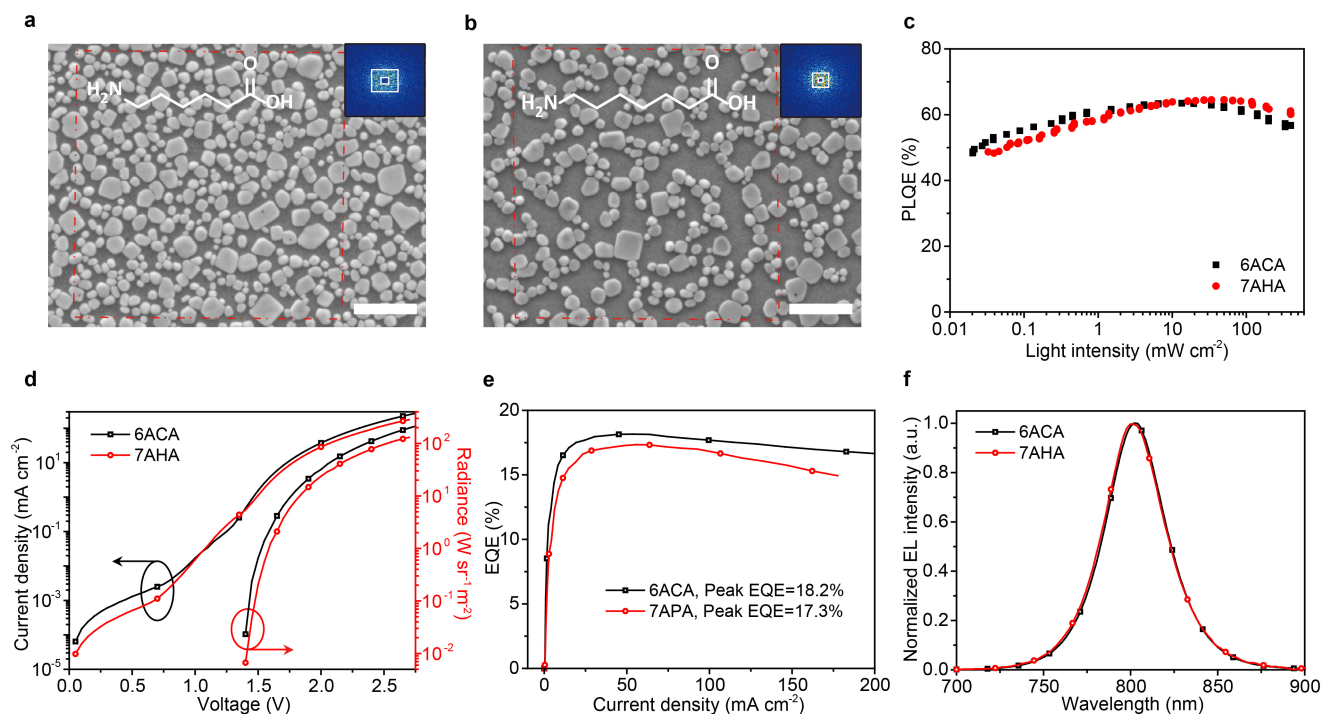 a
H₂N
O
OH
b
H₂N
O
OH
c
80
60
40
20
0
PLQE (%)
6ACA
7AHA
0.01
0.1
1
10
100
Light intensity (mW cm⁻²)
d
Current density (mA cm⁻²)
10¹
10⁻¹
10⁻³
10⁻⁵
6ACA
7AHA
10²
10¹
10⁰
10⁻¹
10⁻²
Radiance (W sr⁻¹m⁻²)
0.0
0.5
1.0
1.5
2.0
2.5
Voltage (V)
e
20
15
10
5
0
EQE (%)
6ACA, Peak EQE=18.2%
7APA, Peak EQE=17.3%
0
50
100
150
200
Current density (mA cm⁻²)
f
Normalized EL intensity (a.u.)
1.0
0.8
0.6
0.4
0.2
0.0
6ACA
7AHA
700
750
800
850
900
Wavelength (nm)